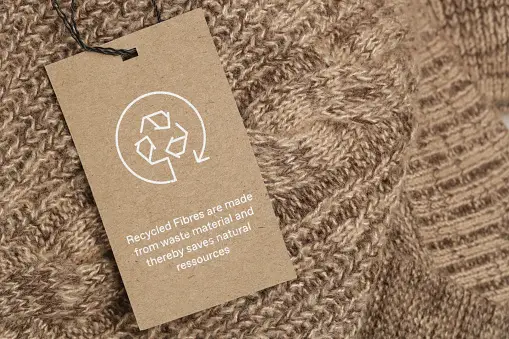 Recycled Fibres are made
from waste material and
thereby saves natural
ressources